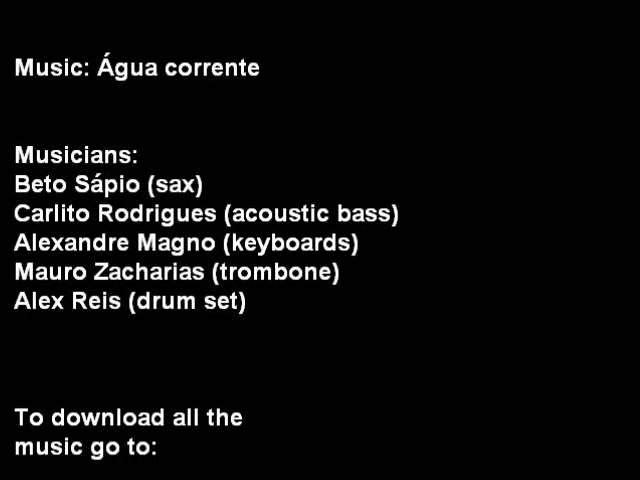 Music: Água corrente
Musicians:
Beto Sápio (sax)
Carlito Rodrigues (acoustic bass)
Alexandre Magno (keyboards)
Mauro Zacharias (trombone)
Alex Reis (drum set)
To download all the
music go to: